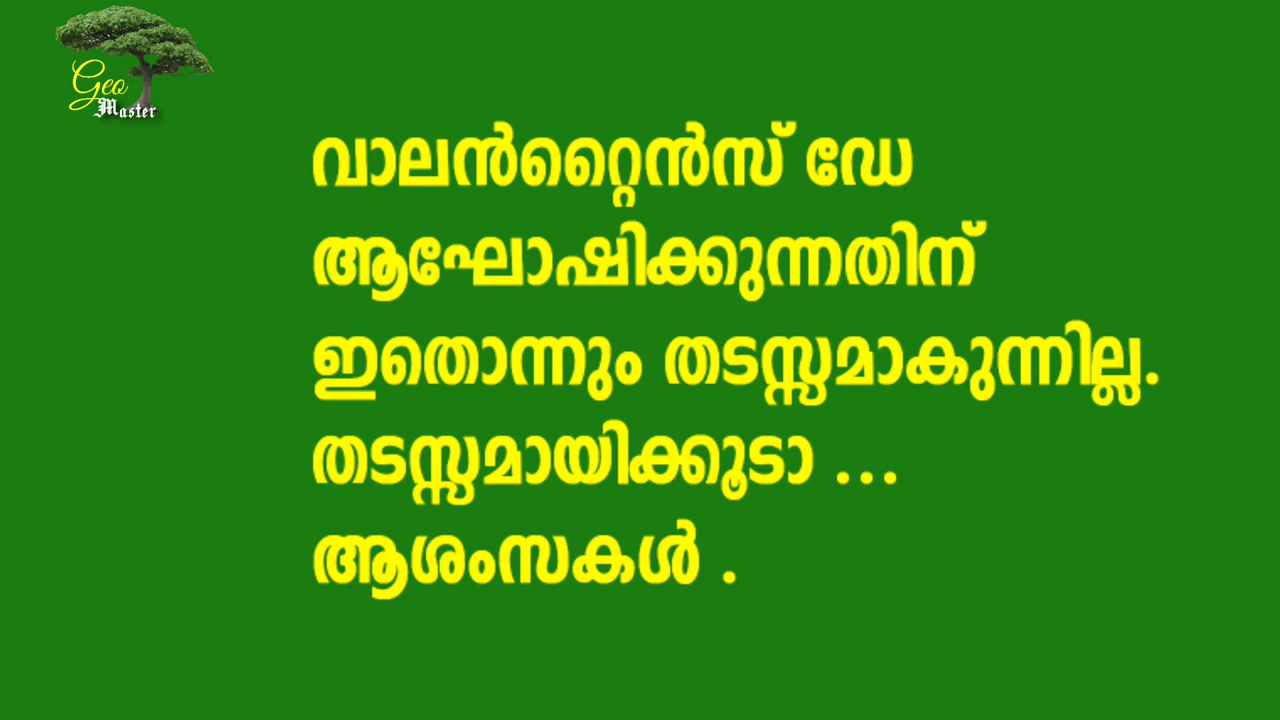 Geo
Master
വാലൻറ്റൈൻസ് ഡേ
ആഘോഷിക്കുന്നതിന്
ഇതൊന്നും തടസ്സമാകുന്നില്ല.
തടസ്സമായിക്കൂടാ ...
ആശംസകൾ .